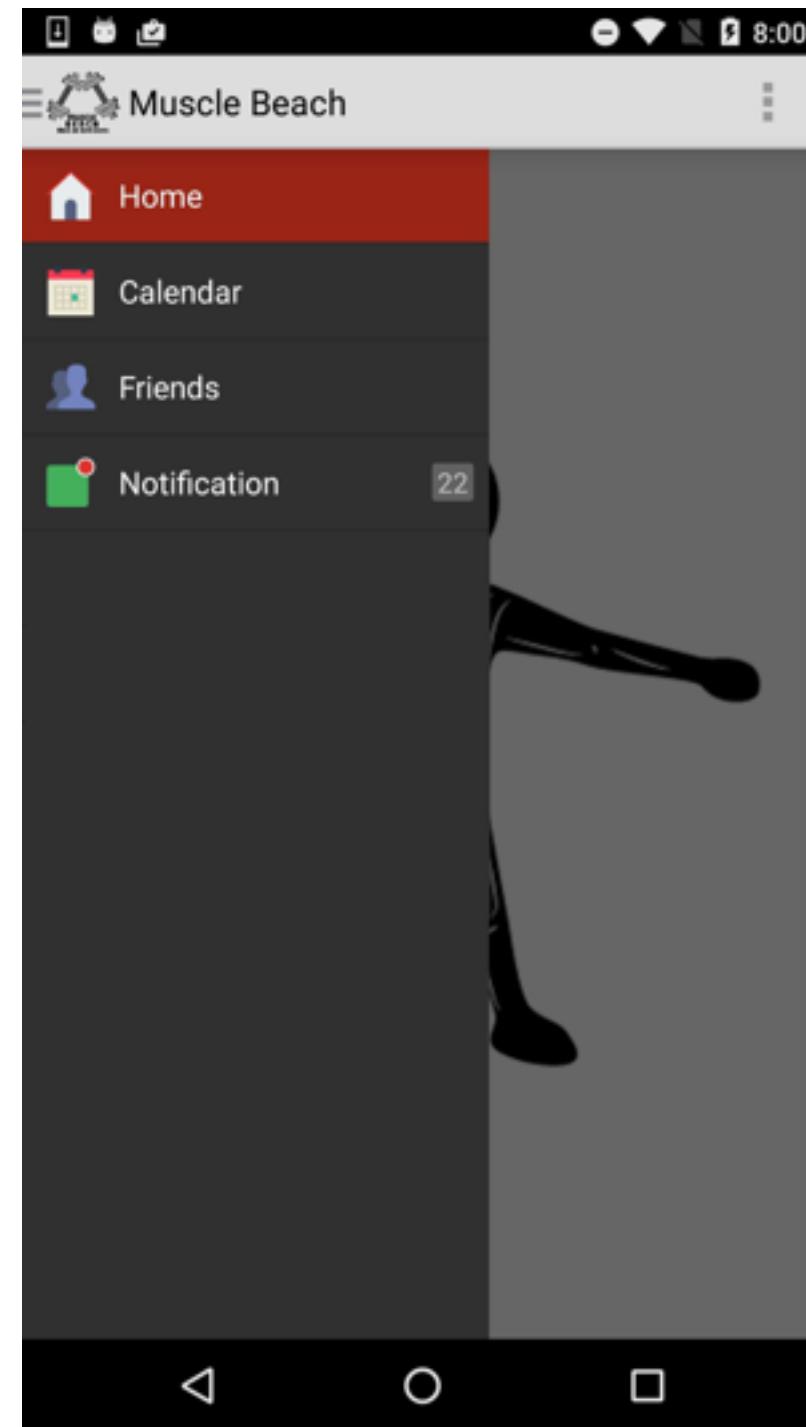 8:00
Muscle Beach
Home
Calendar
Friends
Notification 22